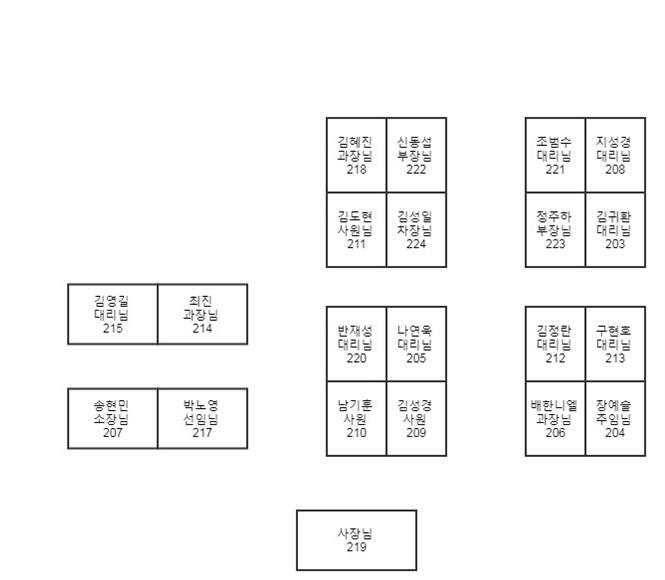 김혜진
과장님
218
신동섭
부장님
222
김도현
사원님
211
김성일
차장님
224
조범수
대리님
221
지성경
대리님
208
정주하
부장님
223
김귀환
대리님
203
김영길
대리님
215
최진
과장님
214
송현민
소장님
207
박노영
선임님
217
반재성
대리님
220
나연욱
대리님
205
남기훈
사원
210
김성경
사원
209
김정란
대리님
212
구현호
대리님
213
배한니엘
과장님
206
장예슬
주임님
204
사장님
219